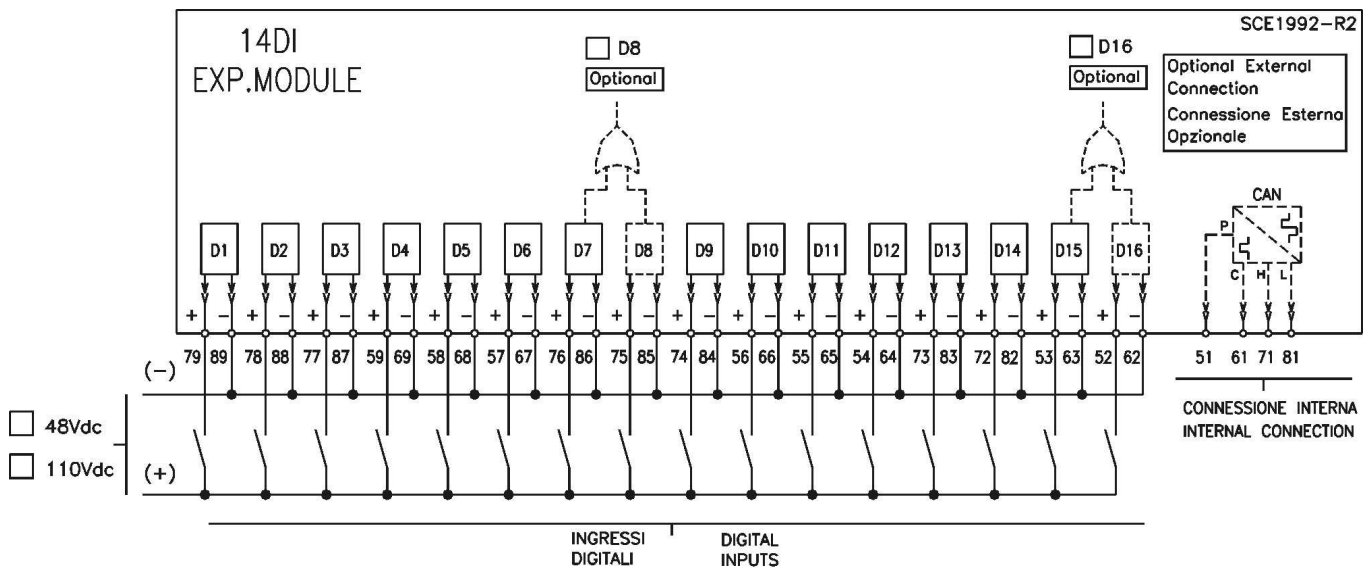 SCE1992-R2
14DI
EXP.MODULE
D8
Optional
D16
Optional
Optional External
Connection
Connessione Esterna
Opzionale
CAN
P
C H L
D1 D2 D3 D4 D5 D6 D7 D8 D9 D10 D11 D12 D13 D14 D15 D16
+ − + − + − + − + − + − + − + − + − + − + − + − + − + − + − + −
79 89 78 88 77 87 59 69 58 68 57 67 76 86 75 85 74 84 56 66 55 65 54 64 73 83 72 82 53 63 52 62 51 61 71 81
(−)
48Vdc
110Vdc
(+)
CONNESSIONE INTERNA
INTERNAL CONNECTION
INGRESSI
DIGITALI
DIGITAL
INPUTS